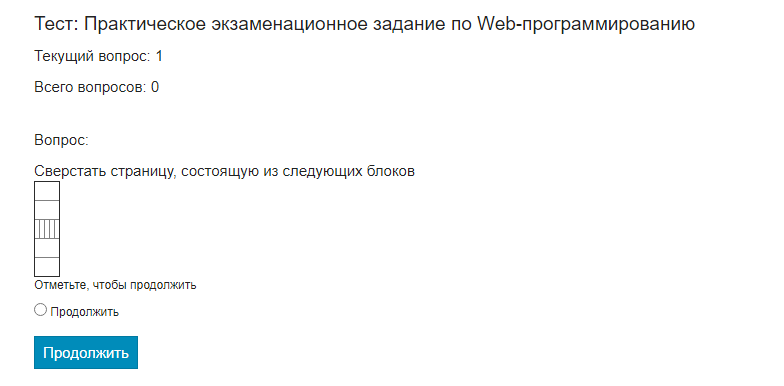 Тест: Практическое экзаменационное задание по Web-программированию
Текущий вопрос: 1
Всего вопросов: 0
Вопрос:
Сверстать страницу, состоящую из следующих блоков
Отметьте, чтобы продолжить
Продолжить
Продолжить